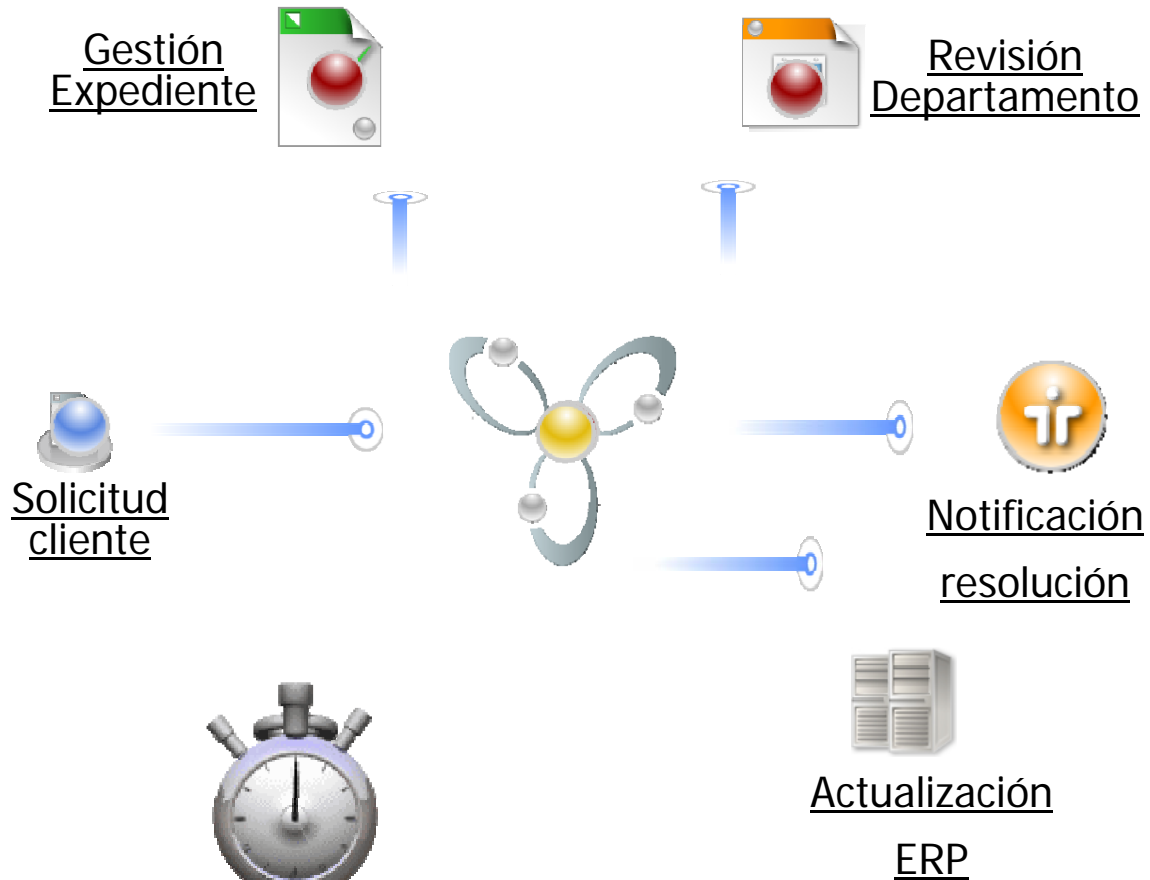 Gestión
Expediente
Revisión
Departamento
Solicitud
cliente
Notificación
resolución
Actualización
ERP